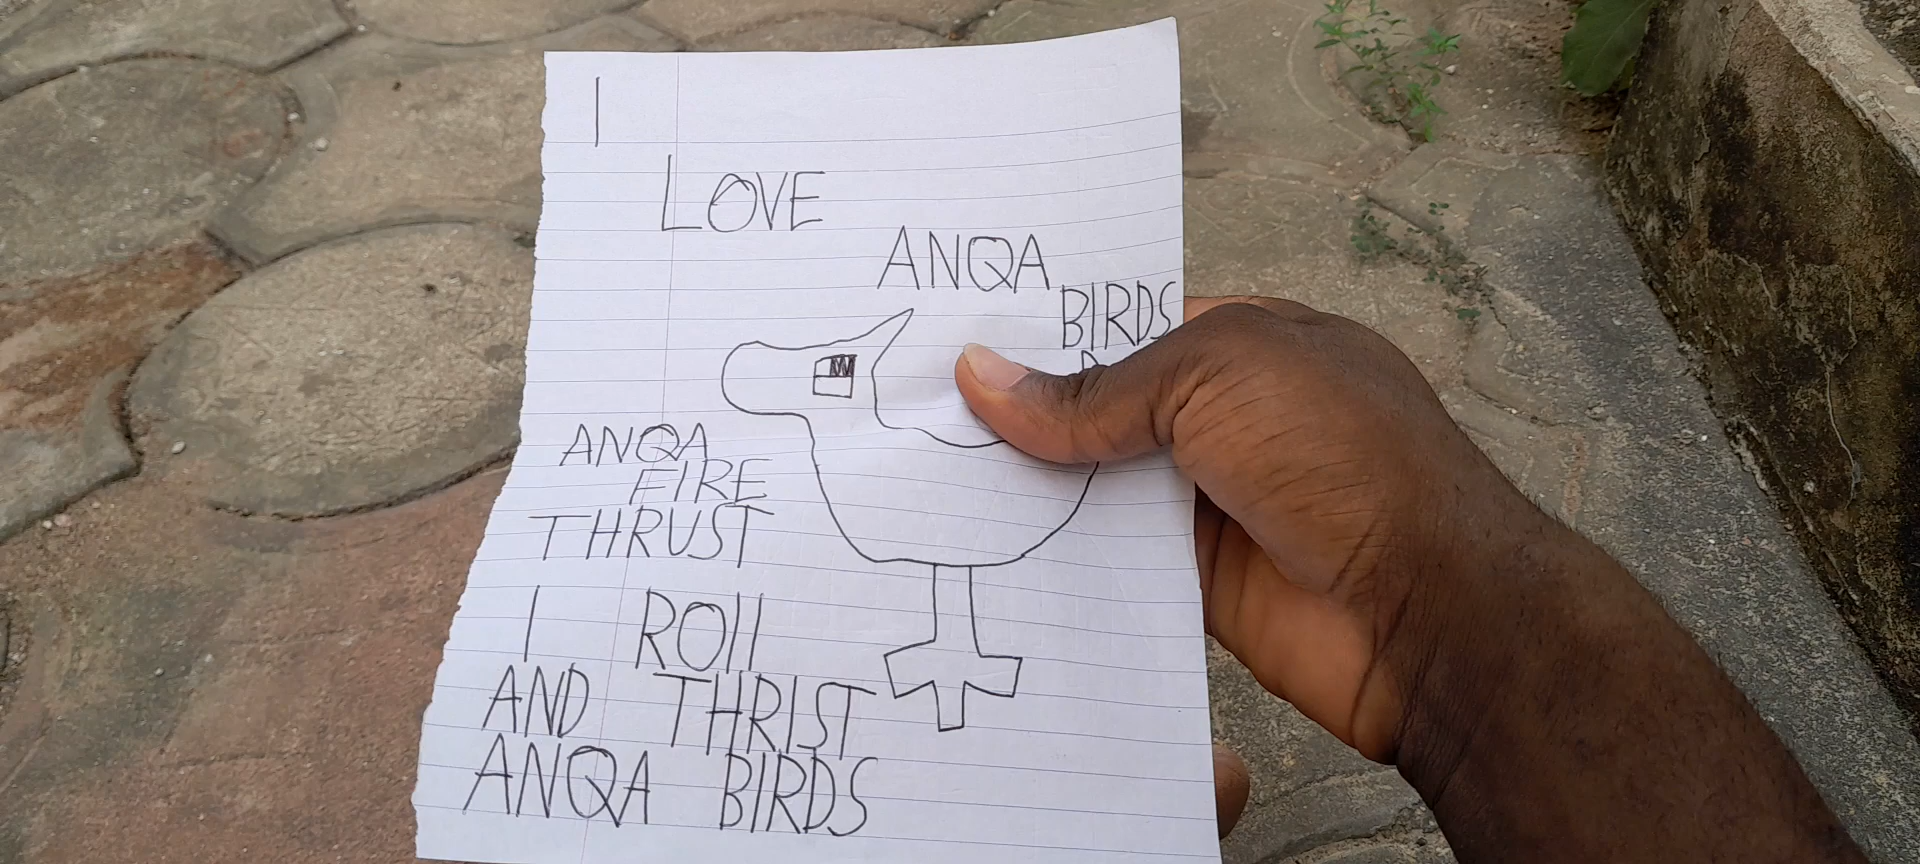 I
LOVE
ANQA
BIRDS
ANQA
FIRE
THRUST
I ROll
AND THRIST
ANQA BIRDS